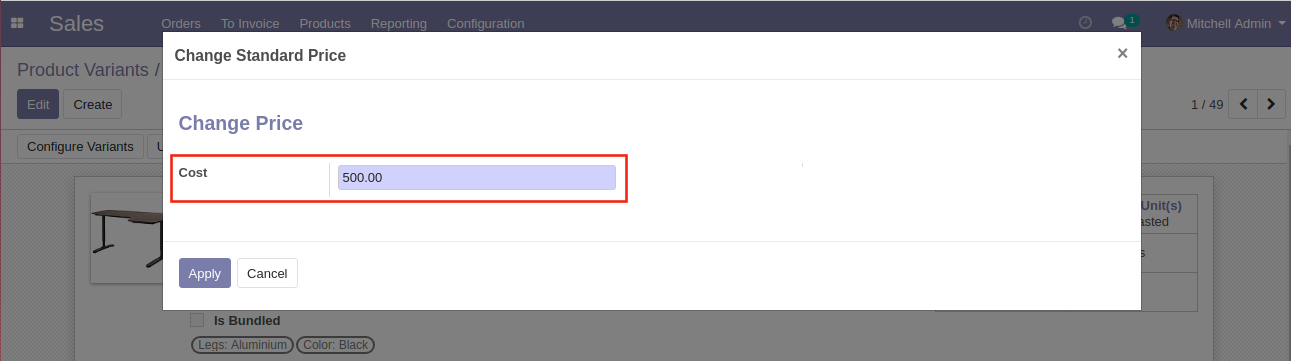 Sales Orders To Invoice Products Reporting Configuration 1 Mitchell Admin
Change Standard Price ×
Product Variants /
Edit Create 1 / 49
Change Price
Configure Variants U
Cost 500.00
Unit(s)
asted
s
Apply Cancel
Is Bundled
Legs: Aluminium Color: Black